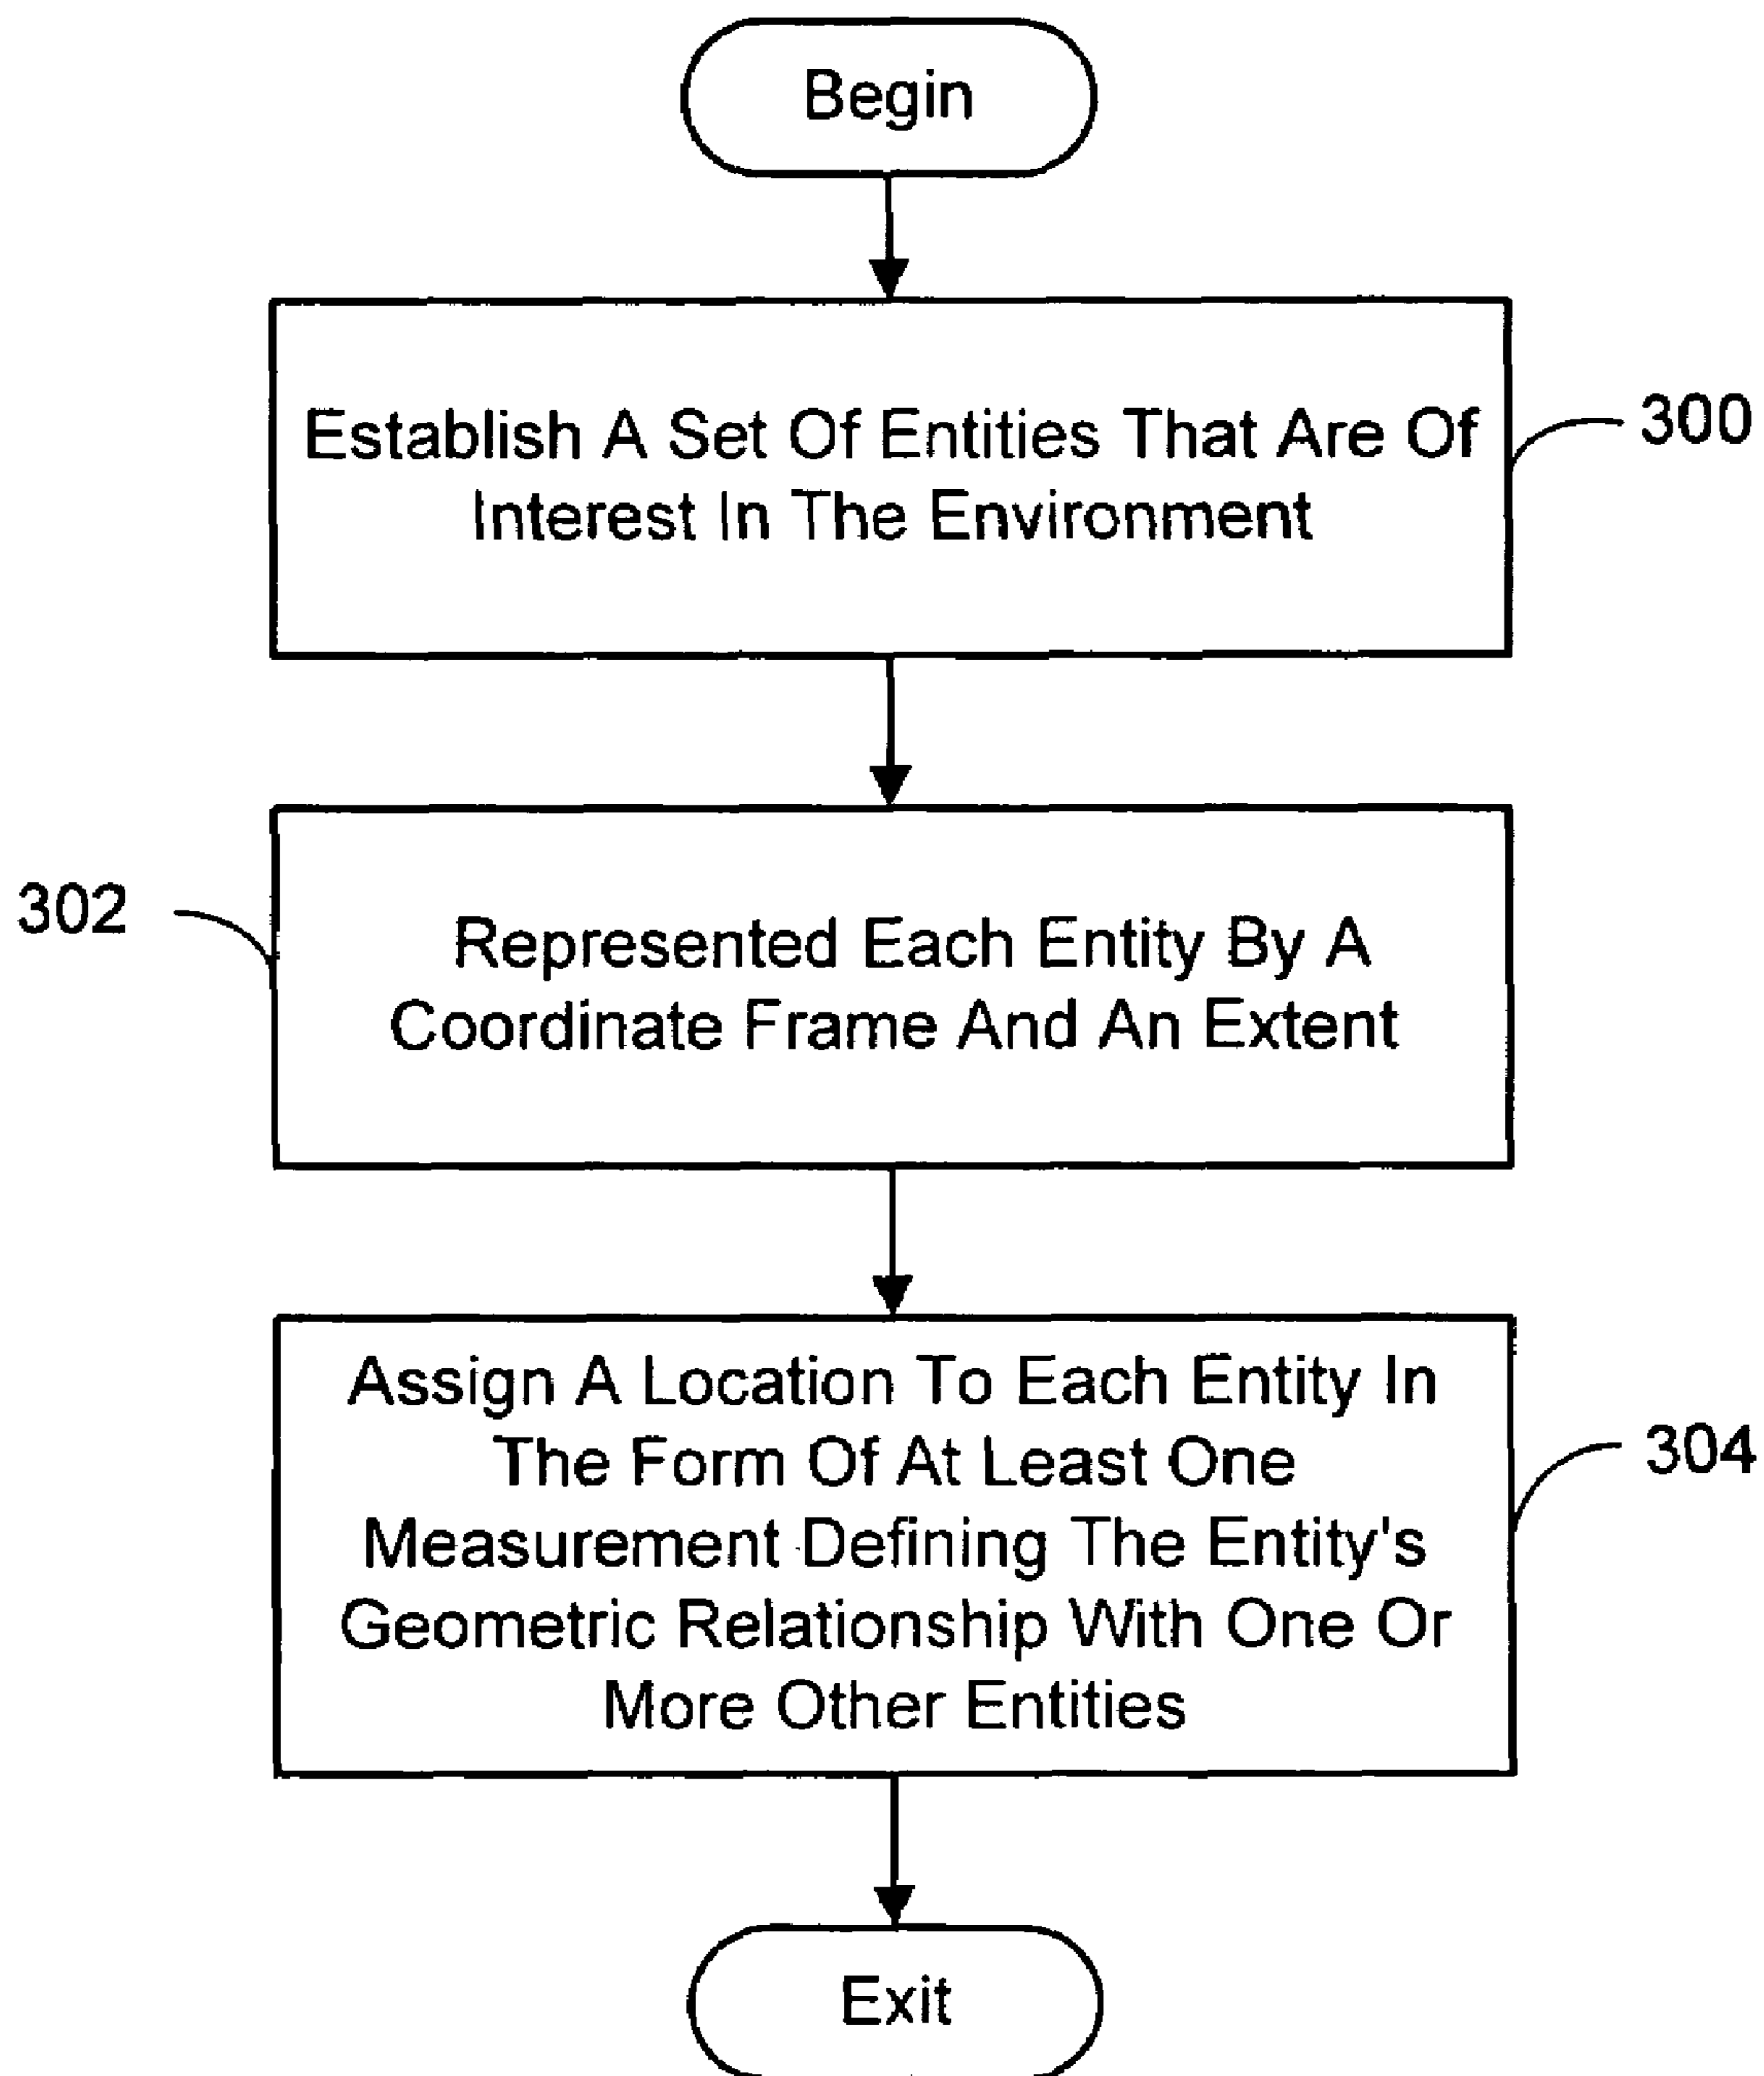 Begin
Establish A Set Of Entities That Are Of
Interest In The Environment
300
302
Represented Each Entity By A
Coordinate Frame And An Extent
Assign A Location To Each Entity In
The Form Of At Least One
Measurement Defining The Entity's
Geometric Relationship With One Or
More Other Entities
304
Exit